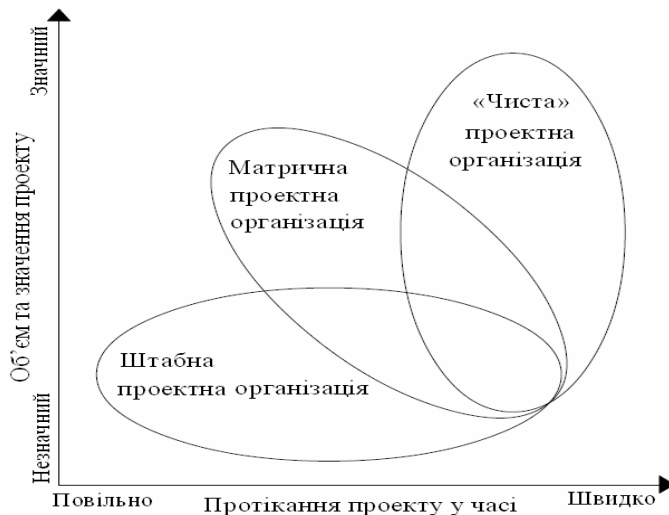 Значний
Об’єм та значення проекту
Незначний
«Чиста»
проектна
організація
Матрична
проектна
організація
Штабна
проектна організація
Повільно
Протікання проекту у часі
Швидко